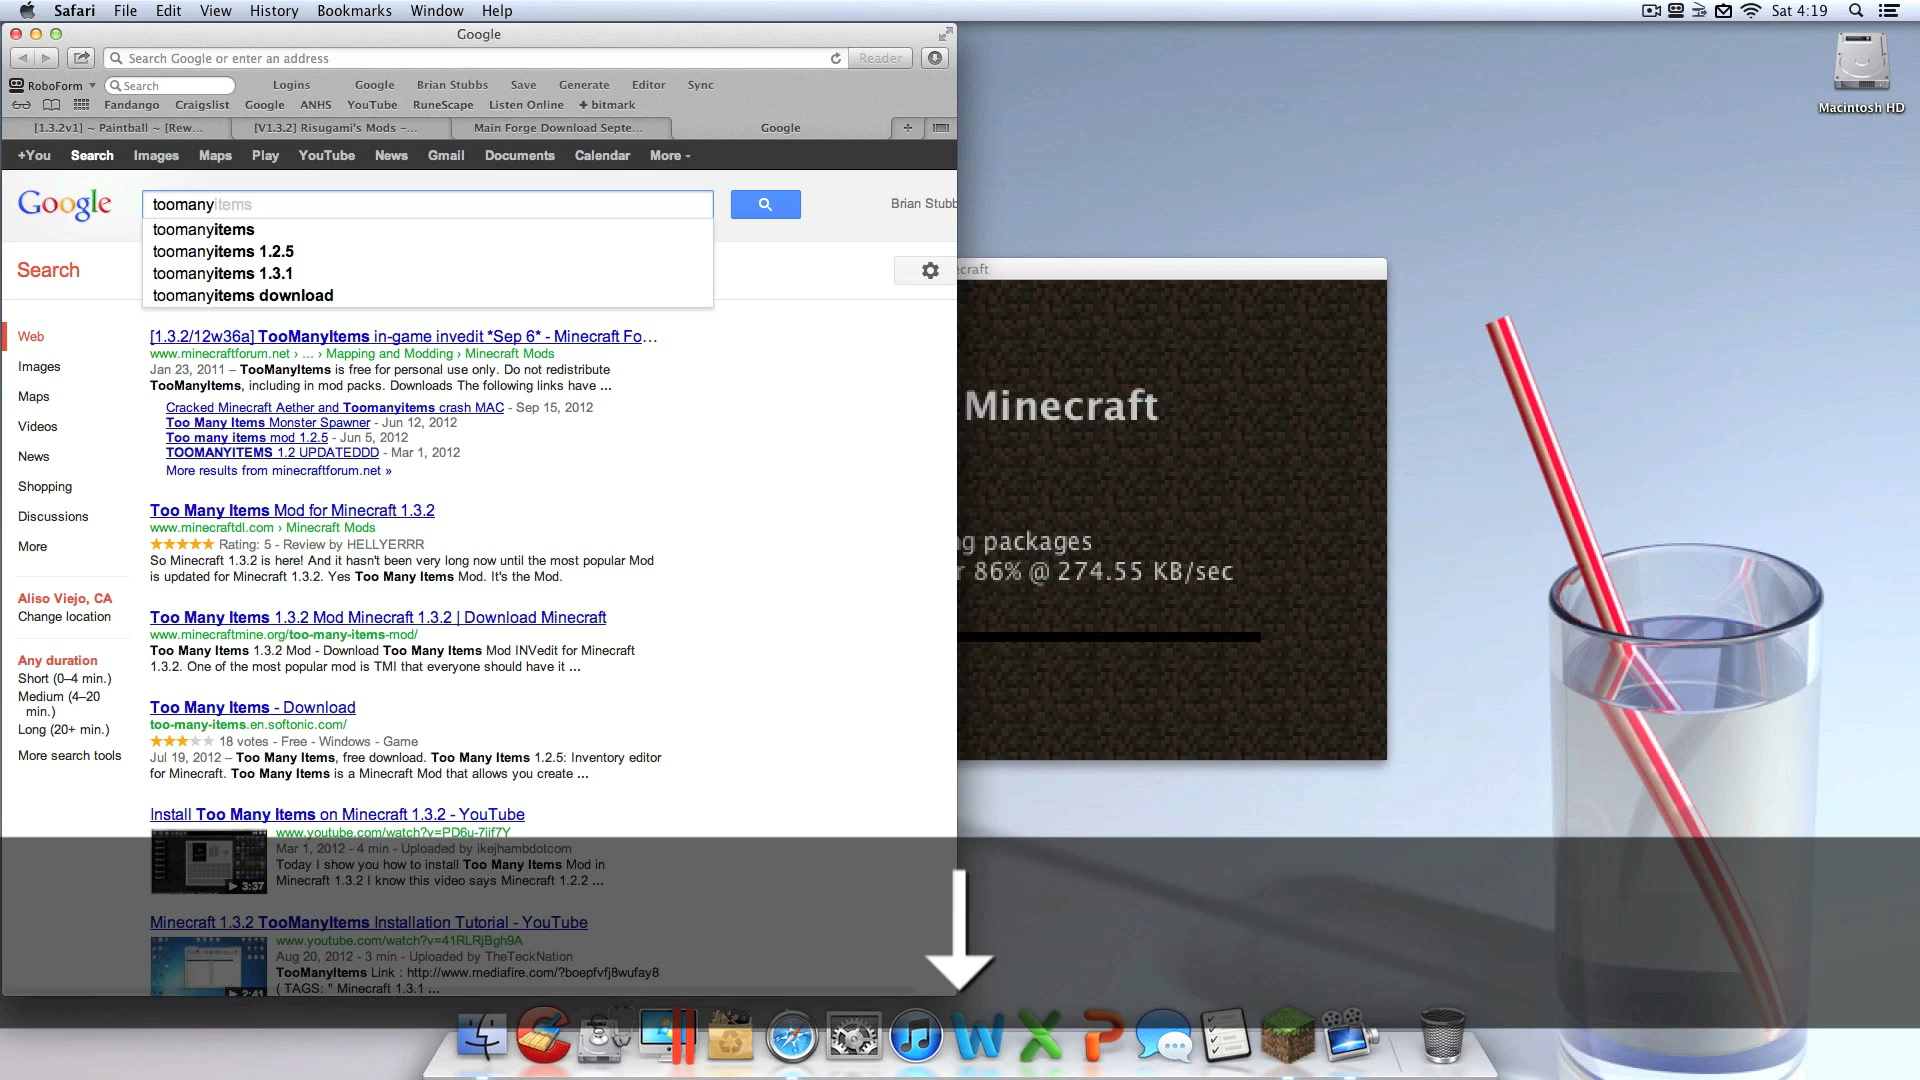 Safari File Edit View History Bookmarks Window Help
Sat 4:19
Google
Search Google or enter an address
Reader
RoboForm
Search
Logins Google Brian Stubbs Save Generate Editor Sync
Fandango Craigslist Google ANHS YouTube RuneScape Listen Online + bitmark
[1.3.2v1] ~ Paintball ~ [Rew...
[V1.3.2] Risugami's Mods -...
Main Forge Download Septe...
Google
+You Search Images Maps Play YouTube News Gmail Documents Calendar More
Google
toomanyitems
Brian Stubb
toomanyitems
toomanyitems 1.2.5
toomanyitems 1.3.1
toomanyitems download
Search
Web
Images
Maps
Videos
News
Shopping
Discussions
More
Aliso Viejo, CA
Change location
Any duration
Short (0–4 min.)
Medium (4–20
min.)
Long (20+ min.)
More search tools
[1.3.2/12w36a] TooManyItems in-game invedit *Sep 6* - Minecraft Fo...
www.minecraftforum.net › ... › Mapping and Modding › Minecraft Mods
Jan 23, 2011 – TooManyItems is free for personal use only. Do not redistribute
TooManyItems, including in mod packs. Downloads The following links have ...
Cracked Minecraft Aether and Toomanyitems crash MAC - Sep 15, 2012
Too Many Items Monster Spawner - Jun 12, 2012
Too many items mod 1.2.5 - Jun 5, 2012
TOOMANYITEMS 1.2 UPDATEDDD - Mar 1, 2012
More results from minecraftforum.net »
Too Many Items Mod for Minecraft 1.3.2
www.minecraftdl.com › Minecraft Mods
Rating: 5 - Review by HELLYERRR
So Minecraft 1.3.2 is here! And it hasn't been very long now until the most popular Mod
is updated for Minecraft 1.3.2. Yes Too Many Items Mod. It's the Mod.
Too Many Items 1.3.2 Mod Minecraft 1.3.2 | Download Minecraft
www.minecraftmine.org/too-many-items-mod/
Too Many Items 1.3.2 Mod - Download Too Many Items Mod INVedit for Minecraft
1.3.2. One of the most popular mod is TMI that everyone should have it ...
Too Many Items - Download
too-many-items.en.softonic.com/
18 votes - Free - Windows - Game
Jul 19, 2012 – Too Many Items, free download. Too Many Items 1.2.5: Inventory editor
for Minecraft. Too Many Items is a Minecraft Mod that allows you create ...
Install Too Many Items on Minecraft 1.3.2 - YouTube
www.youtube.com/watch?v=PD6u-7jif7Y
Mar 1, 2012 - 4 min - Uploaded by ikejhambdotcom
Today I show you how to install Too Many Items Mod in
Minecraft 1.3.2 I know this video says Minecraft 1.2.2 ...
3:37
Minecraft 1.3.2 TooManyItems Installation Tutorial - YouTube
www.youtube.com/watch?v=41RLRjBgh9A
Aug 20, 2012 - 3 min - Uploaded by TheTeckNation
TooManyItems Link : http://www.mediafire.com/?boepfvfj8wufay8
( TAGS: " Minecraft 1.3.1 ...
2:41
ecraft
Minecraft
ng packages
r 86% @ 274.55 KB/sec
Macintosh HD